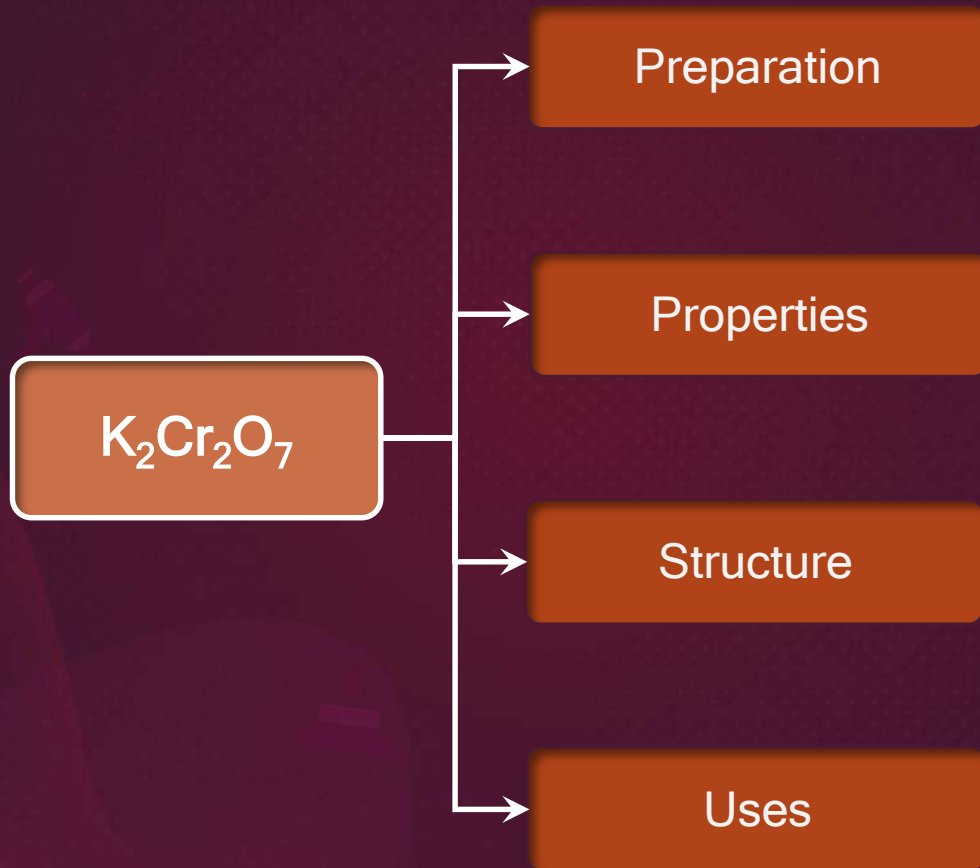 Preparation
Properties
K₂Cr₂O₇
Structure
Uses